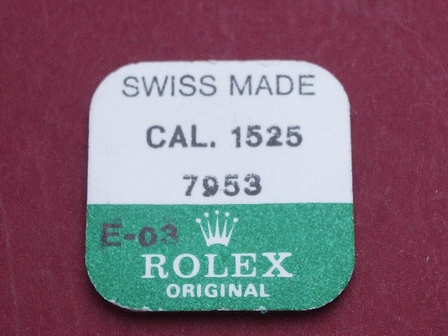 SWISS MADE
CAL. 1525
7953
E-03
ROLEX
ORIGINAL